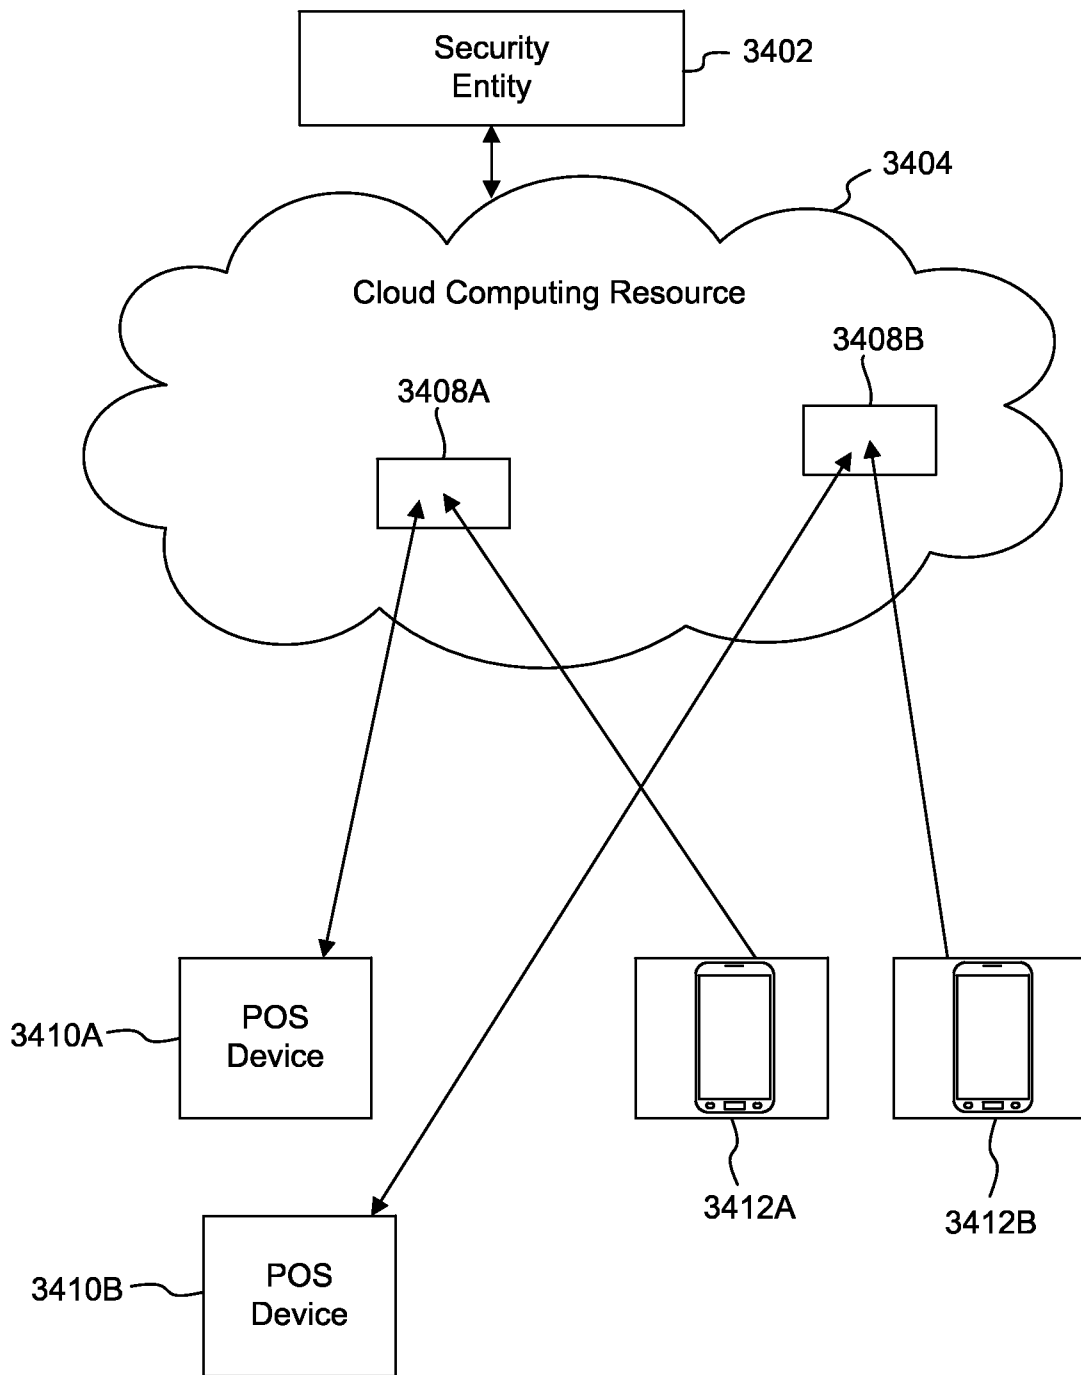 Security
Entity
3402
3404
Cloud Computing Resource
3408B
3408A
POS
Device
3410A
3412A
3412B
POS
Device
3410B